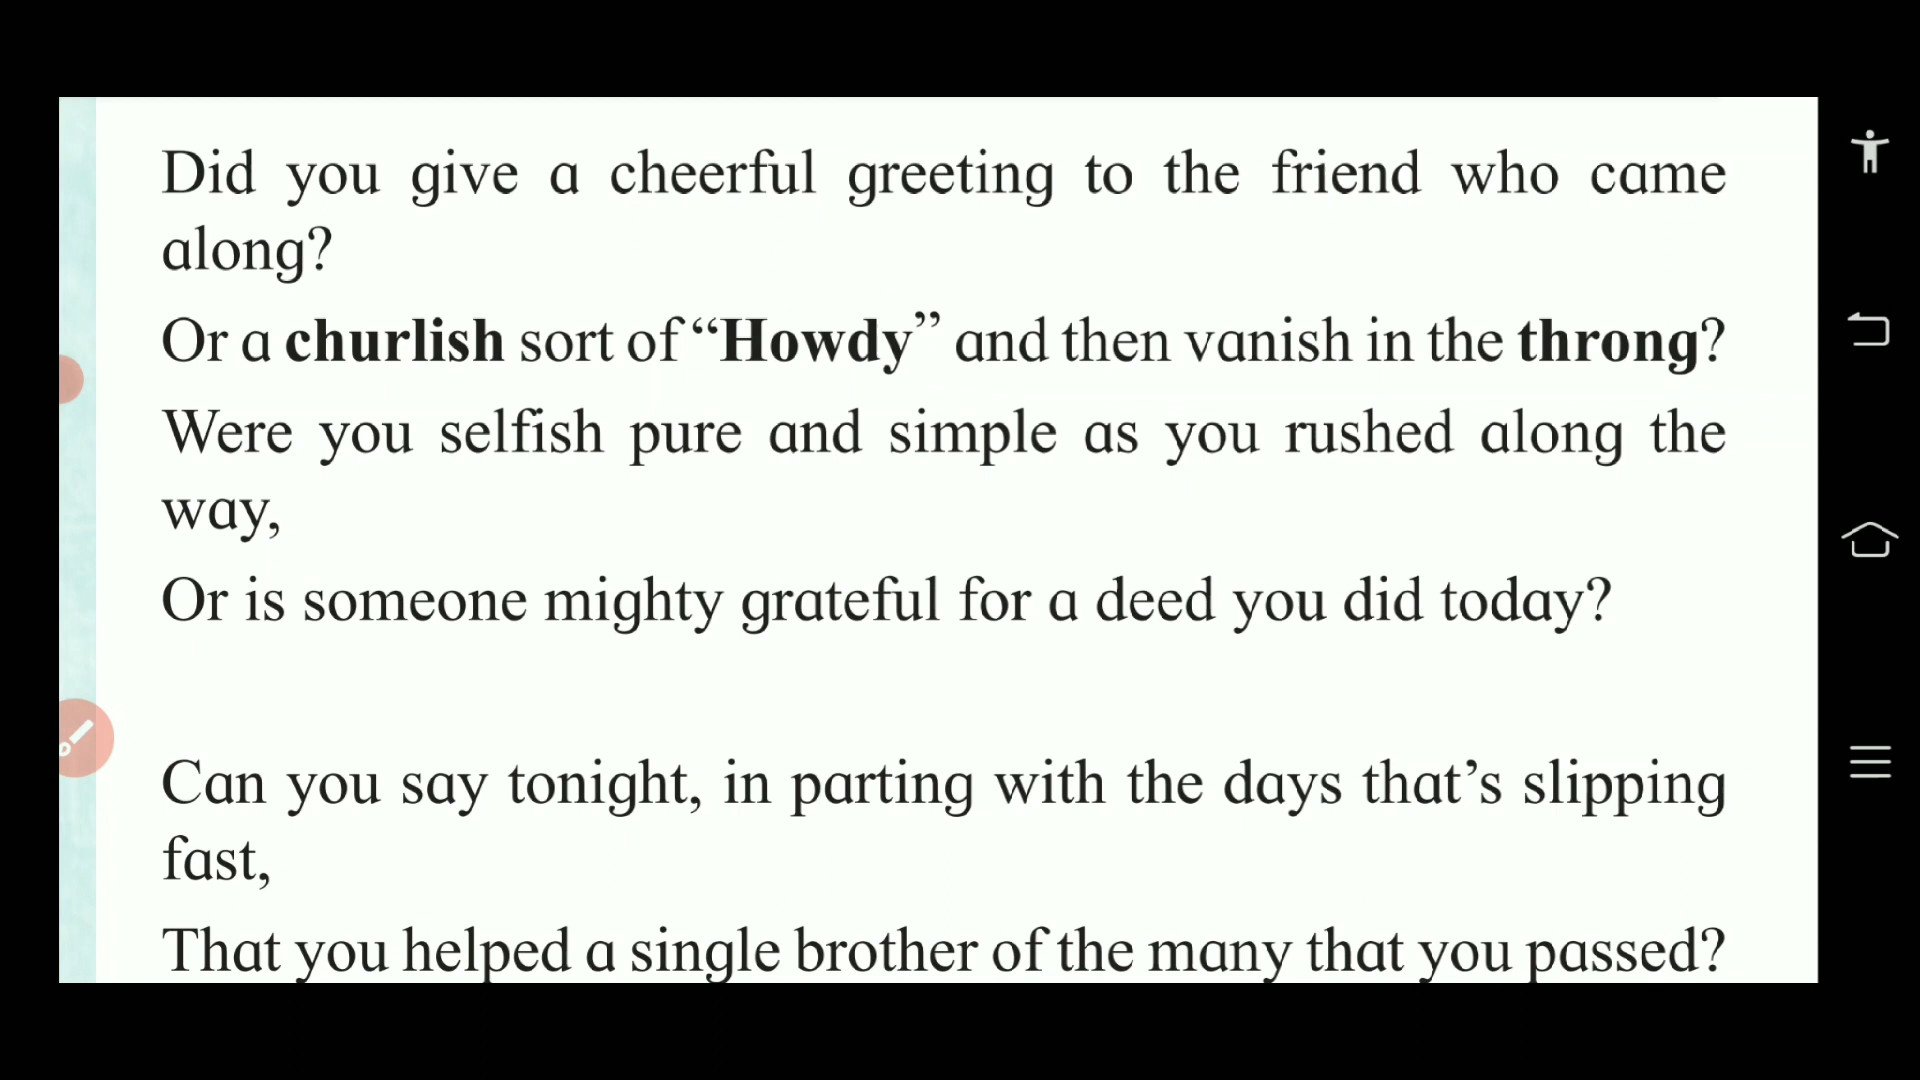 Did you give a cheerful greeting to the friend who came
along?
Or a churlish sort of “Howdy” and then vanish in the throng?
Were you selfish pure and simple as you rushed along the
way,
Or is someone mighty grateful for a deed you did today?
Can you say tonight, in parting with the days that’s slipping
fast,
That you helped a single brother of the many that you passed?